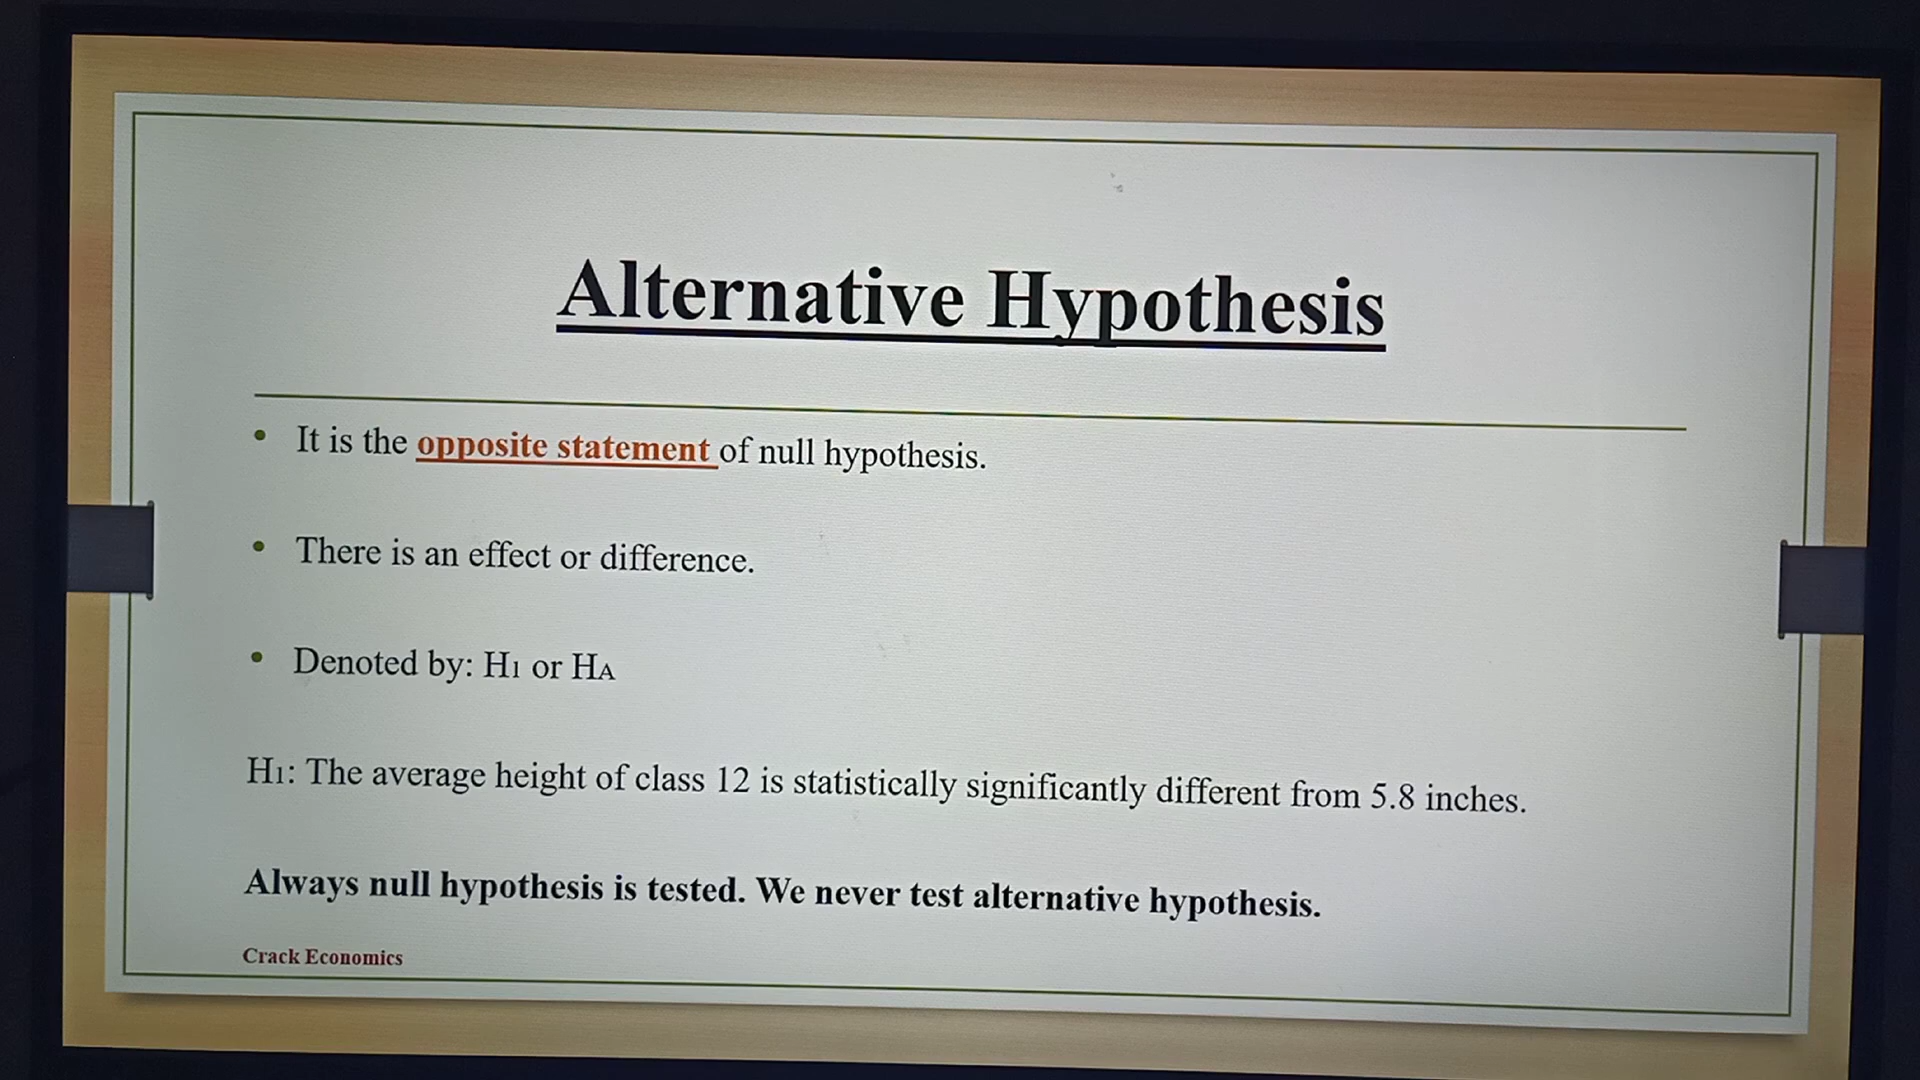 Alternative Hypothesis
• It is the opposite statement of null hypothesis.
• There is an effect or difference.
• Denoted by: H₁ or Hᴀ
H₁: The average height of class 12 is statistically significantly different from 5.8 inches.
Always null hypothesis is tested. We never test alternative hypothesis.
Crack Economics